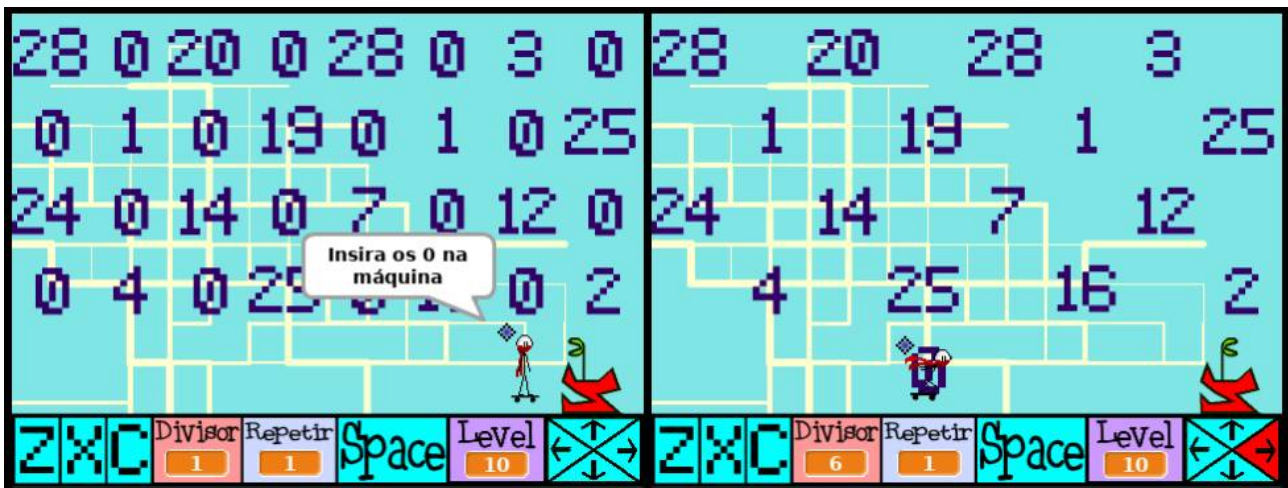 28 0 20 0 28 0 3 0
0 1 0 19 0 1 0 25
24 0 14 0 7 0 12 0
Insira os 0 na
máquina
0 4 0 0 2
Z X C Divisor 1 Repetir 1 Space Level 10
28 20 28 3
1 19 1 25
24 14 7 12
4 25 16 2
0
Z X C Divisor 6 Repetir 1 Space Level 10